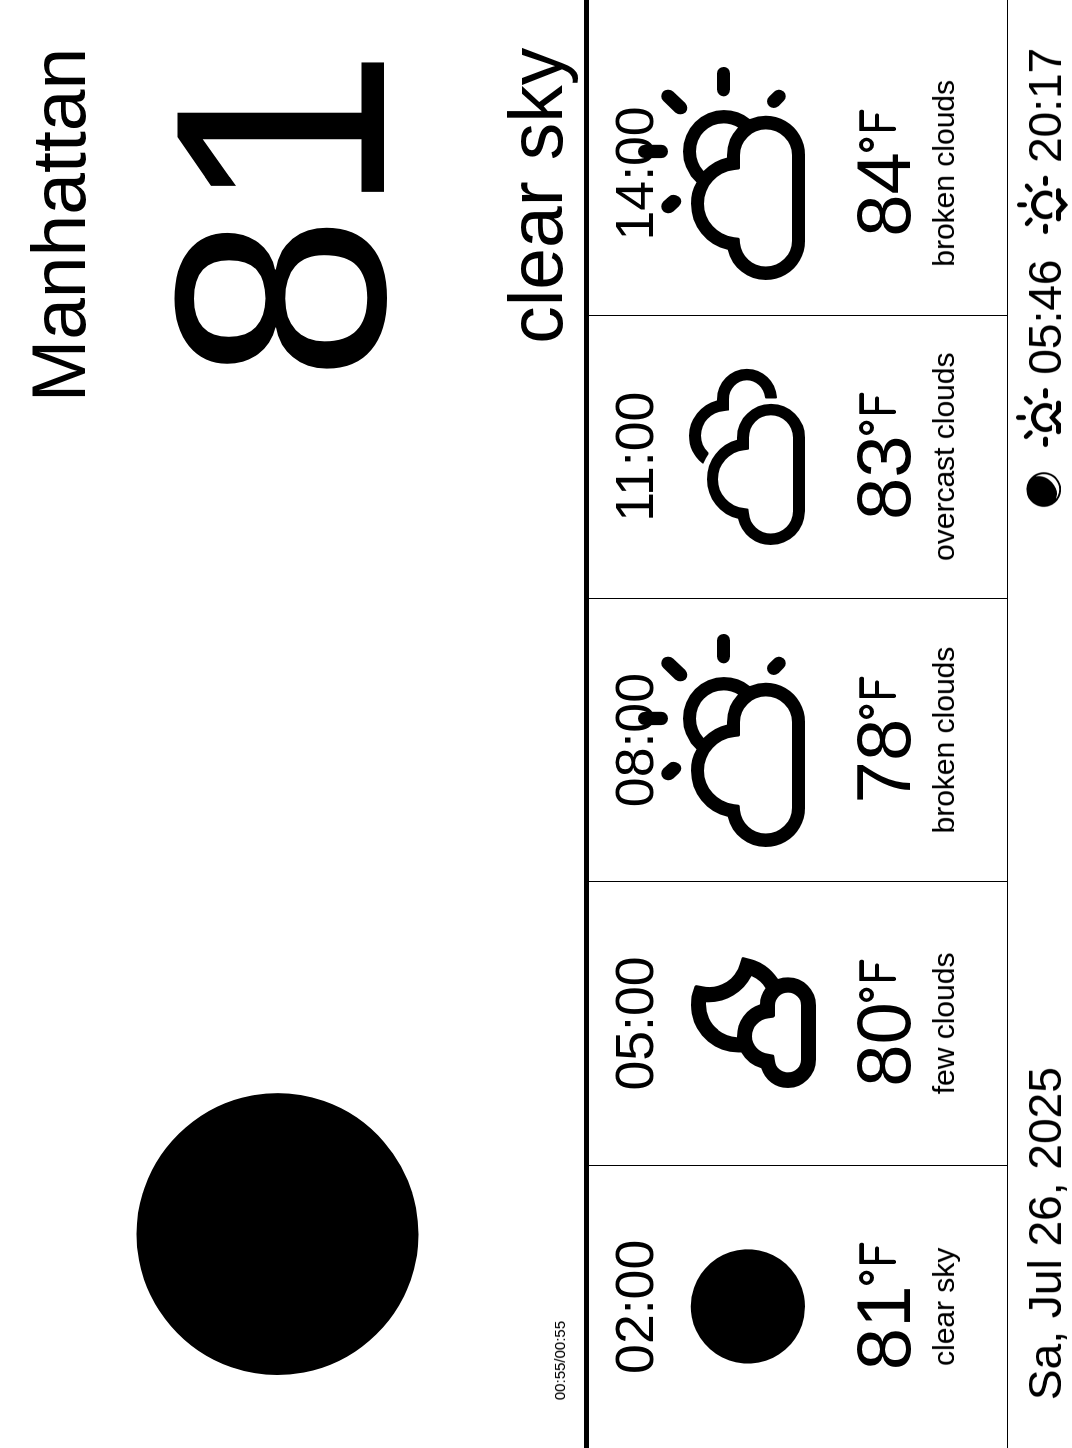 Manhattan
81
clear sky
00:55/00:55
02:00 05:00 08:00 11:00 14:00
81°F 80°F 78°F 83°F 84°F
clear sky few clouds broken clouds overcast clouds broken clouds
Sa, Jul 26, 2025 05:46 20:17